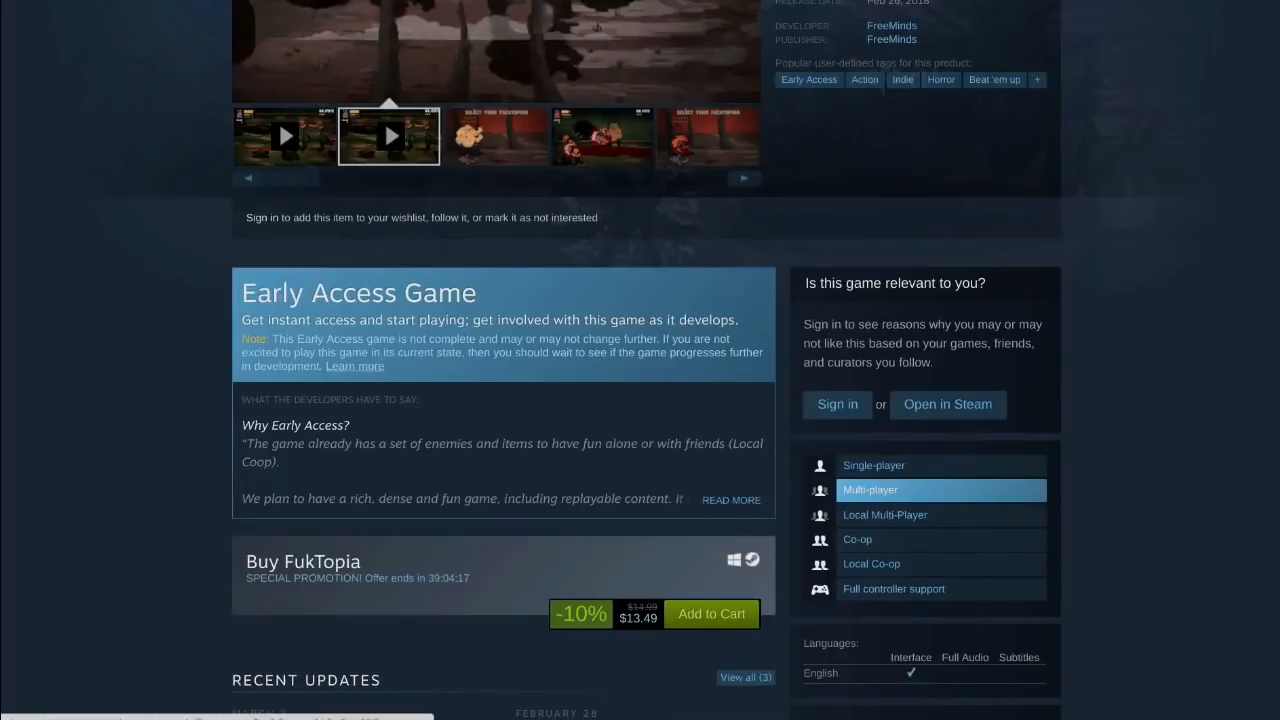 RELEASE DATE: Feb 26, 2018
DEVELOPER: FreeMinds
PUBLISHER: FreeMinds
Popular user-defined tags for this product:
Early Access Action Indie Horror Beat 'em up +
Sign in to add this item to your wishlist, follow it, or mark it as not interested
Early Access Game
Get instant access and start playing; get involved with this game as it develops.
Note: This Early Access game is not complete and may or may not change further. If you are
not excited to play this game in its current state, then you should wait to see if the game progresses further
in development. Learn more
WHAT THE DEVELOPERS HAVE TO SAY:
Why Early Access?
“The game already has a set of enemies and items to have fun alone or with friends (Local
Coop).
We plan to have a rich, dense and fun game, including replayable content. It
READ MORE
Buy FukTopia
SPECIAL PROMOTION! Offer ends in 39:04:17
-10% $14.99 $13.49 Add to Cart
RECENT UPDATES
View all (3)
FEBRUARY 28
Is this game relevant to you?
Sign in to see reasons why you may or may
not like this based on your games, friends,
and curators you follow.
Sign in or Open in Steam
Single-player
Multi-player
Local Multi-Player
Co-op
Local Co-op
Full controller support
Languages:
Interface Full Audio Subtitles
English ✔